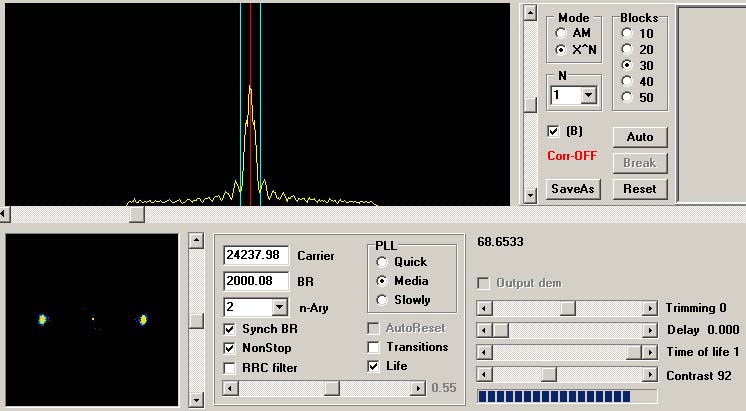 Mode
AM
X^N
Blocks
10
20
30
40
50
N
1
(B)
Corr-OFF
Auto
Break
SaveAs
Reset
24237.98 Carrier
2000.08 BR
2 n-Ary
Synch BR
NonStop
RRC filter
PLL
Quick
Media
Slowly
AutoReset
Transitions
Life
0.55
68.6533
Output dem
Trimming 0
Delay 0.000
Time of life 1
Contrast 92